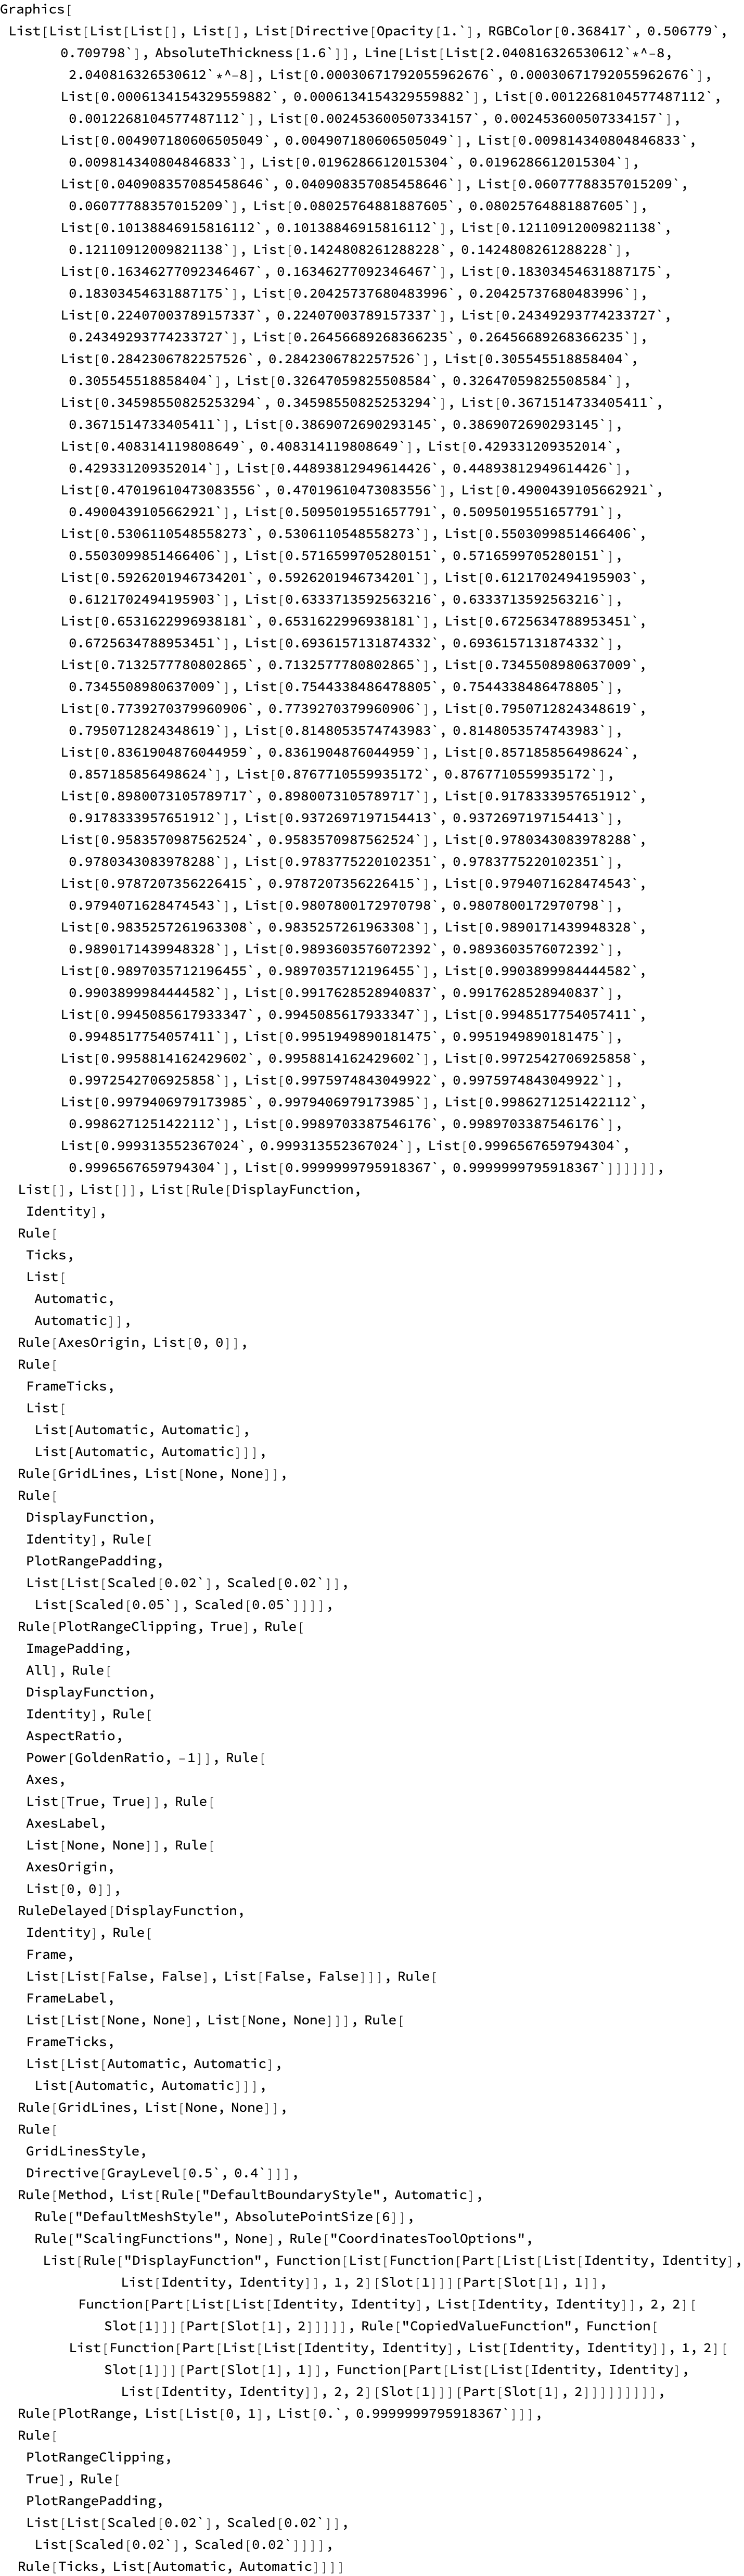 Graphics[
List[List[List[List[], List[], List[Directive[Opacity[1.`], RGBColor[0.368417`, 0.506779`,
0.709798`], AbsoluteThickness[1.6`]], Line[List[List[2.040816326530612`*^-8,
2.040816326530612`*^-8], List[0.00030671792055962676`, 0.00030671792055962676`],
List[0.0006134154329559882`, 0.0006134154329559882`], List[0.0012268104577487112`,
0.0012268104577487112`], List[0.002453600507334157`, 0.002453600507334157`],
List[0.004907180606505049`, 0.004907180606505049`], List[0.009814340804846833`,
0.009814340804846833`], List[0.0196286612015304`, 0.0196286612015304`],
List[0.040908357085458646`, 0.040908357085458646`], List[0.06077788357015209`,
0.06077788357015209`], List[0.08025764881887605`, 0.08025764881887605`],
List[0.10138846915816112`, 0.10138846915816112`], List[0.12110912009821138`,
0.12110912009821138`], List[0.1424808261288228`, 0.1424808261288228`],
List[0.16346277092346467`, 0.16346277092346467`], List[0.18303454631887175`,
0.18303454631887175`], List[0.20425737680483996`, 0.20425737680483996`],
List[0.22407003789157337`, 0.22407003789157337`], List[0.24349293774233727`,
0.24349293774233727`], List[0.26456689268366235`, 0.26456689268366235`],
List[0.2842306782257526`, 0.2842306782257526`], List[0.305545518858404`,
0.305545518858404`], List[0.32647059825508584`, 0.32647059825508584`],
List[0.34598550825253294`, 0.34598550825253294`], List[0.3671514733405411`,
0.3671514733405411`], List[0.3869072690293145`, 0.3869072690293145`],
List[0.408314119808649`, 0.408314119808649`], List[0.429331209352014`,
0.429331209352014`], List[0.44893812949614426`, 0.44893812949614426`],
List[0.47019610473083556`, 0.47019610473083556`], List[0.4900439105662921`,
0.4900439105662921`], List[0.5095019551657791`, 0.5095019551657791`],
List[0.5306110548558273`, 0.5306110548558273`], List[0.5503099851466406`,
0.5503099851466406`], List[0.5716599705280151`, 0.5716599705280151`],
List[0.5926201946734201`, 0.5926201946734201`], List[0.6121702494195903`,
0.6121702494195903`], List[0.6333713592563216`, 0.6333713592563216`],
List[0.6531622996938181`, 0.6531622996938181`], List[0.6725634788953451`,
0.6725634788953451`], List[0.6936157131874332`, 0.6936157131874332`],
List[0.7132577780802865`, 0.7132577780802865`], List[0.7345508980637009`,
0.7345508980637009`], List[0.7544338486478805`, 0.7544338486478805`],
List[0.7739270379960906`, 0.7739270379960906`], List[0.7950712824348619`,
0.7950712824348619`], List[0.8148053574743983`, 0.8148053574743983`],
List[0.8361904876044959`, 0.8361904876044959`], List[0.857185856498624`,
0.857185856498624`], List[0.8767710559935172`, 0.8767710559935172`],
List[0.8980073105789717`, 0.8980073105789717`], List[0.9178333957651912`,
0.9178333957651912`], List[0.9372697197154413`, 0.9372697197154413`],
List[0.9583570987562524`, 0.9583570987562524`], List[0.9780343083978288`,
0.9780343083978288`], List[0.9783775220102351`, 0.9783775220102351`],
List[0.9787207356226415`, 0.9787207356226415`], List[0.9794071628474543`,
0.9794071628474543`], List[0.9807800172970798`, 0.9807800172970798`],
List[0.9835257261963308`, 0.9835257261963308`], List[0.9890171439948328`,
0.9890171439948328`], List[0.9893603576072392`, 0.9893603576072392`],
List[0.9897035712196455`, 0.9897035712196455`], List[0.9903899984444582`,
0.9903899984444582`], List[0.9917628528940837`, 0.9917628528940837`],
List[0.9945085617933347`, 0.9945085617933347`], List[0.9948517754057411`,
0.9948517754057411`], List[0.9951949890181475`, 0.9951949890181475`],
List[0.9958814162429602`, 0.9958814162429602`], List[0.9972542706925858`,
0.9972542706925858`], List[0.9975974843049922`, 0.9975974843049922`],
List[0.9979406979173985`, 0.9979406979173985`], List[0.9986271251422112`,
0.9986271251422112`], List[0.9989703387546176`, 0.9989703387546176`],
List[0.999313552367024`, 0.999313552367024`], List[0.9996567659794304`,
0.9996567659794304`], List[0.9999999795918367`, 0.9999999795918367`]]]]]],
List[], List[]], List[Rule[DisplayFunction,
Identity],
Rule[
Ticks,
List[
Automatic,
Automatic]],
Rule[AxesOrigin, List[0, 0]],
Rule[
FrameTicks,
List[
List[Automatic, Automatic],
List[Automatic, Automatic]]],
Rule[GridLines, List[None, None]],
Rule[
DisplayFunction,
Identity], Rule[
PlotRangePadding,
List[List[Scaled[0.02`], Scaled[0.02`]],
List[Scaled[0.05`], Scaled[0.05`]]]],
Rule[PlotRangeClipping, True], Rule[
ImagePadding,
All], Rule[
DisplayFunction,
Identity], Rule[
AspectRatio,
Power[GoldenRatio, -1]], Rule[
Axes,
List[True, True]], Rule[
AxesLabel,
List[None, None]], Rule[
AxesOrigin,
List[0, 0]],
RuleDelayed[DisplayFunction,
Identity], Rule[
Frame,
List[List[False, False], List[False, False]]], Rule[
FrameLabel,
List[List[None, None], List[None, None]]], Rule[
FrameTicks,
List[List[Automatic, Automatic],
List[Automatic, Automatic]]],
Rule[GridLines, List[None, None]],
Rule[
GridLinesStyle,
Directive[GrayLevel[0.5`, 0.4`]]],
Rule[Method, List[Rule["DefaultBoundaryStyle", Automatic],
Rule["DefaultMeshStyle", AbsolutePointSize[6]],
Rule["ScalingFunctions", None], Rule["CoordinatesToolOptions",
List[Rule["DisplayFunction", Function[List[Function[Part[List[List[Identity, Identity],
List[Identity, Identity]], 1, 2][Slot[1]]][Part[Slot[1], 1]],
Function[Part[List[List[Identity, Identity], List[Identity, Identity]], 2, 2][
Slot[1]]][Part[Slot[1], 2]]]]], Rule["CopiedValueFunction", Function[
List[Function[Part[List[List[Identity, Identity], List[Identity, Identity]], 1, 2][
Slot[1]]][Part[Slot[1], 1]], Function[Part[List[List[Identity, Identity],
List[Identity, Identity]], 2, 2][Slot[1]]][Part[Slot[1], 2]]]]]]]]],
Rule[PlotRange, List[List[0, 1], List[0.`, 0.9999999795918367`]]],
Rule[
PlotRangeClipping,
True], Rule[
PlotRangePadding,
List[List[Scaled[0.02`], Scaled[0.02`]],
List[Scaled[0.02`], Scaled[0.02`]]]],
Rule[Ticks, List[Automatic, Automatic]]]]